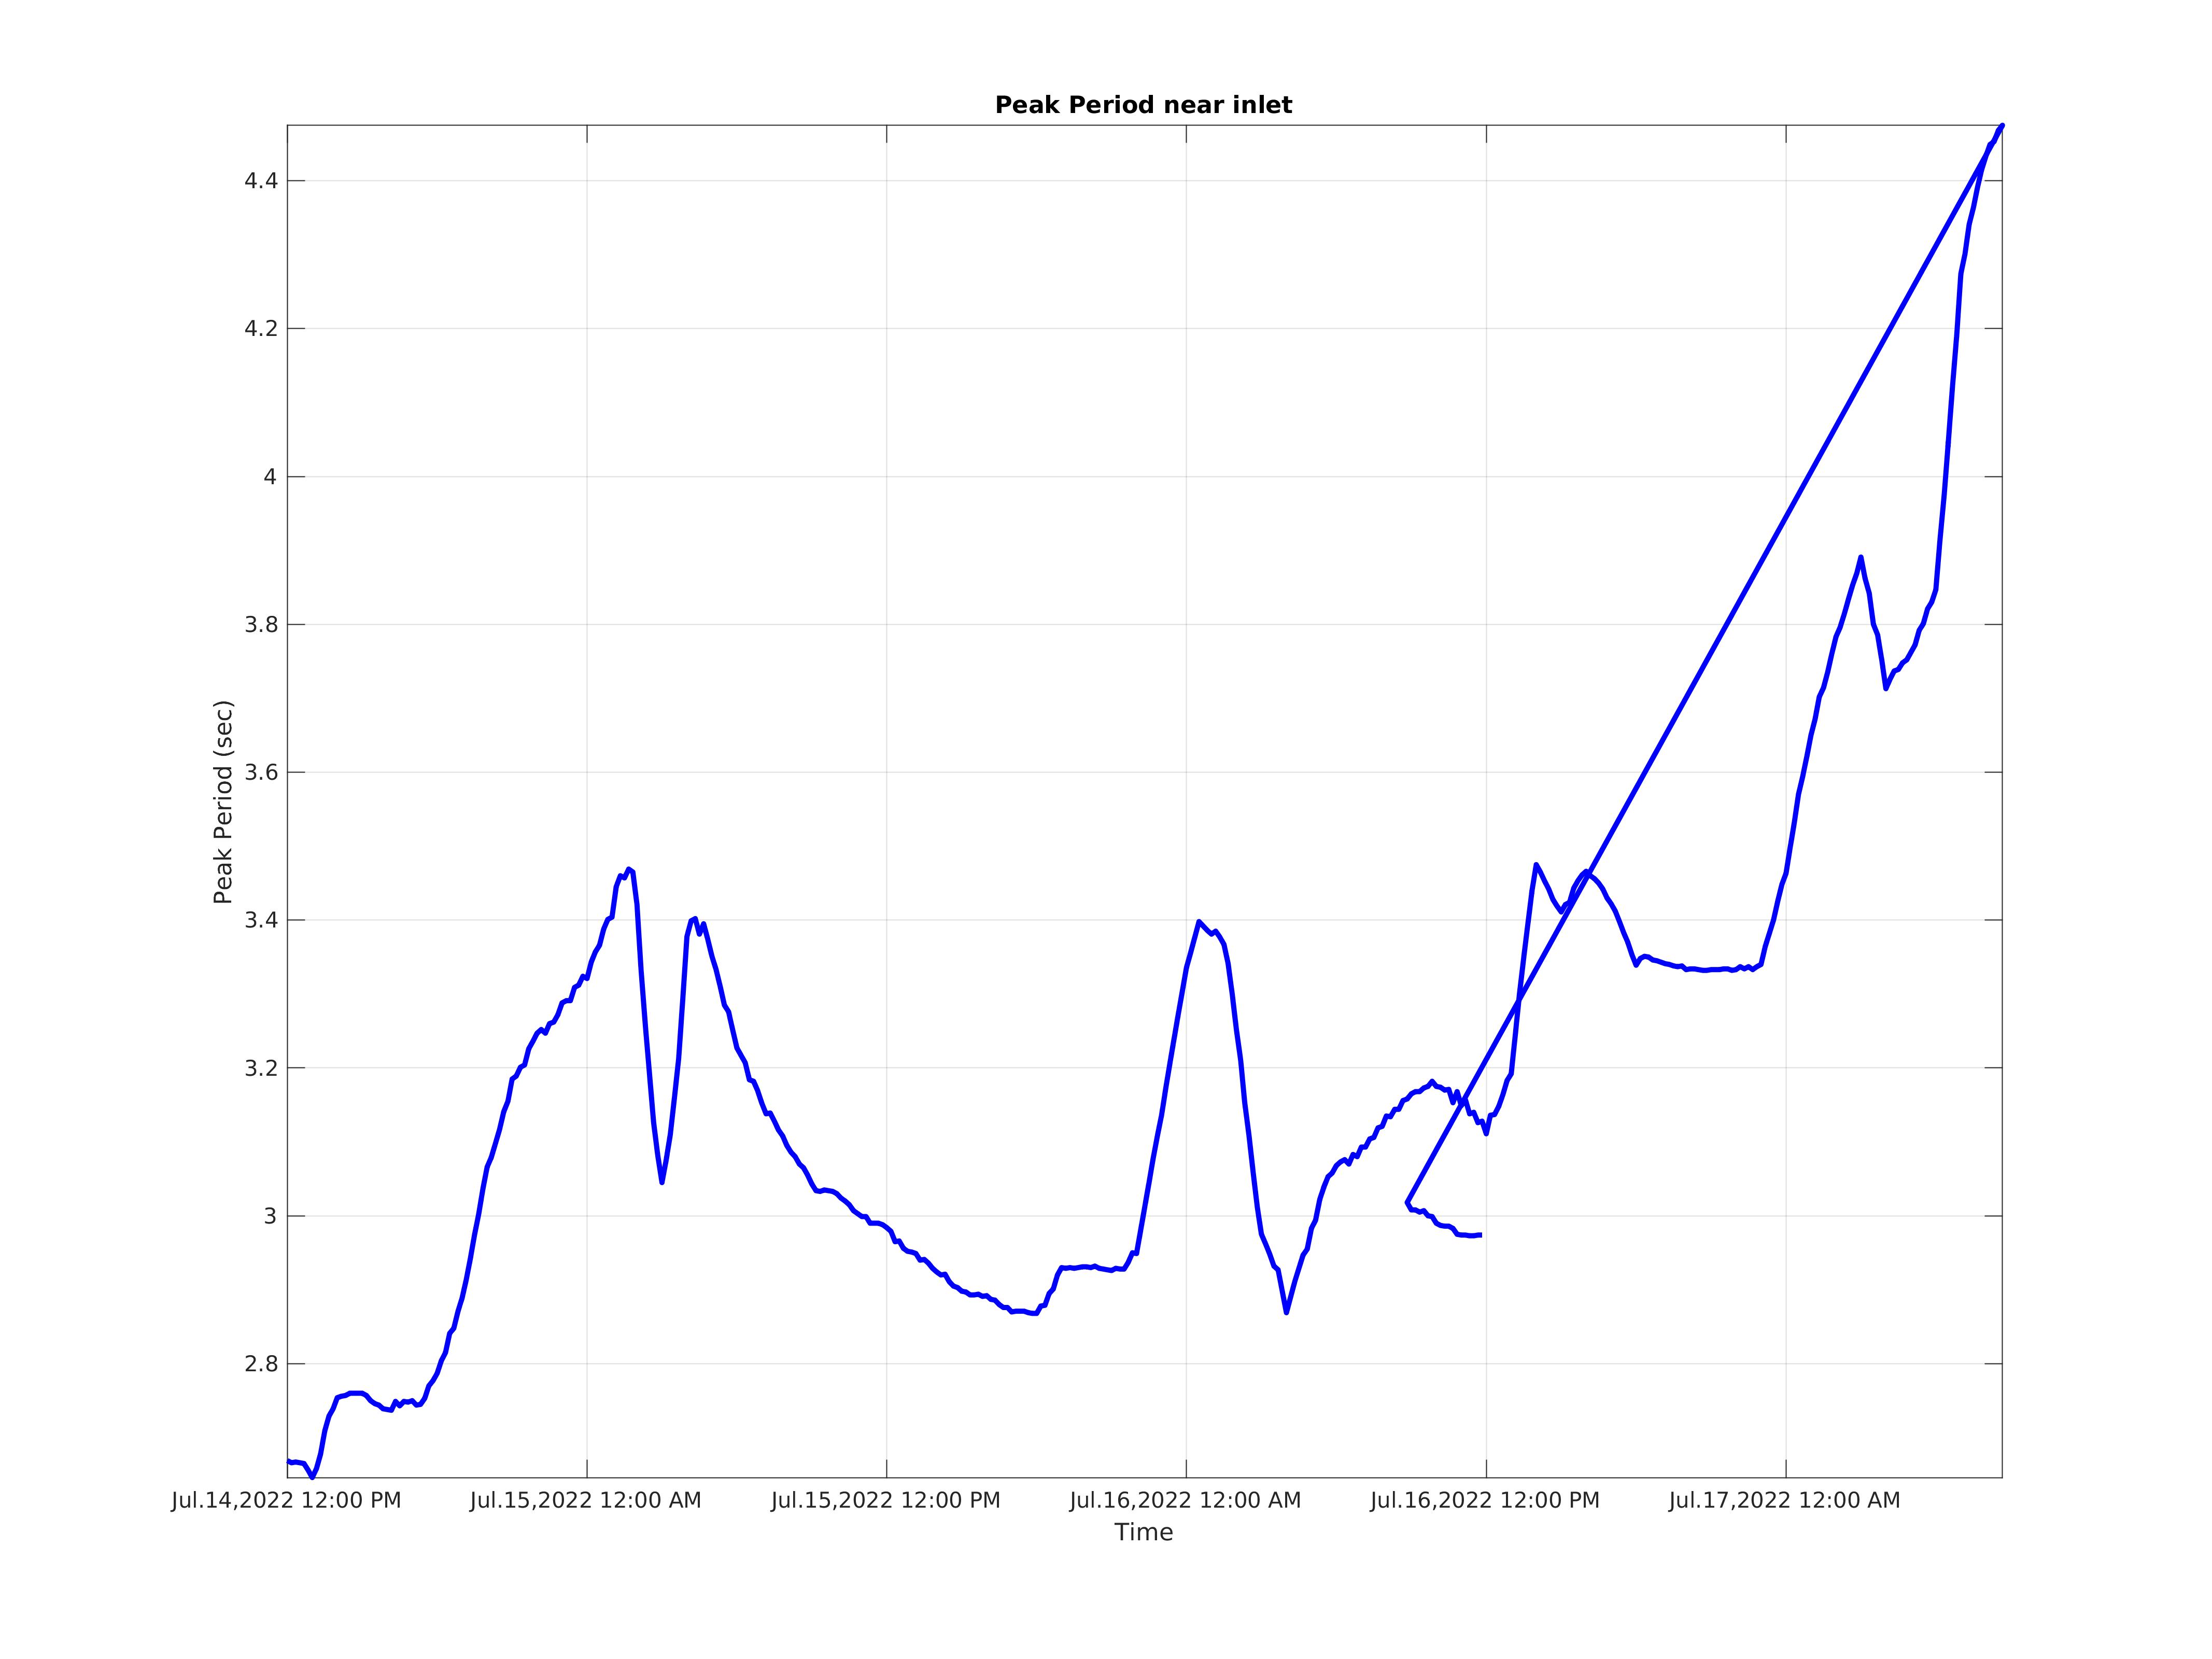 Peak Period near inlet
4.4
4.2
4
3.8
3.6
3.4
3.2
3
2.8
Peak Period (sec)
Jul.14,2022 12:00 PM
Jul.15,2022 12:00 AM
Jul.15,2022 12:00 PM
Jul.16,2022 12:00 AM
Jul.16,2022 12:00 PM
Jul.17,2022 12:00 AM
Time